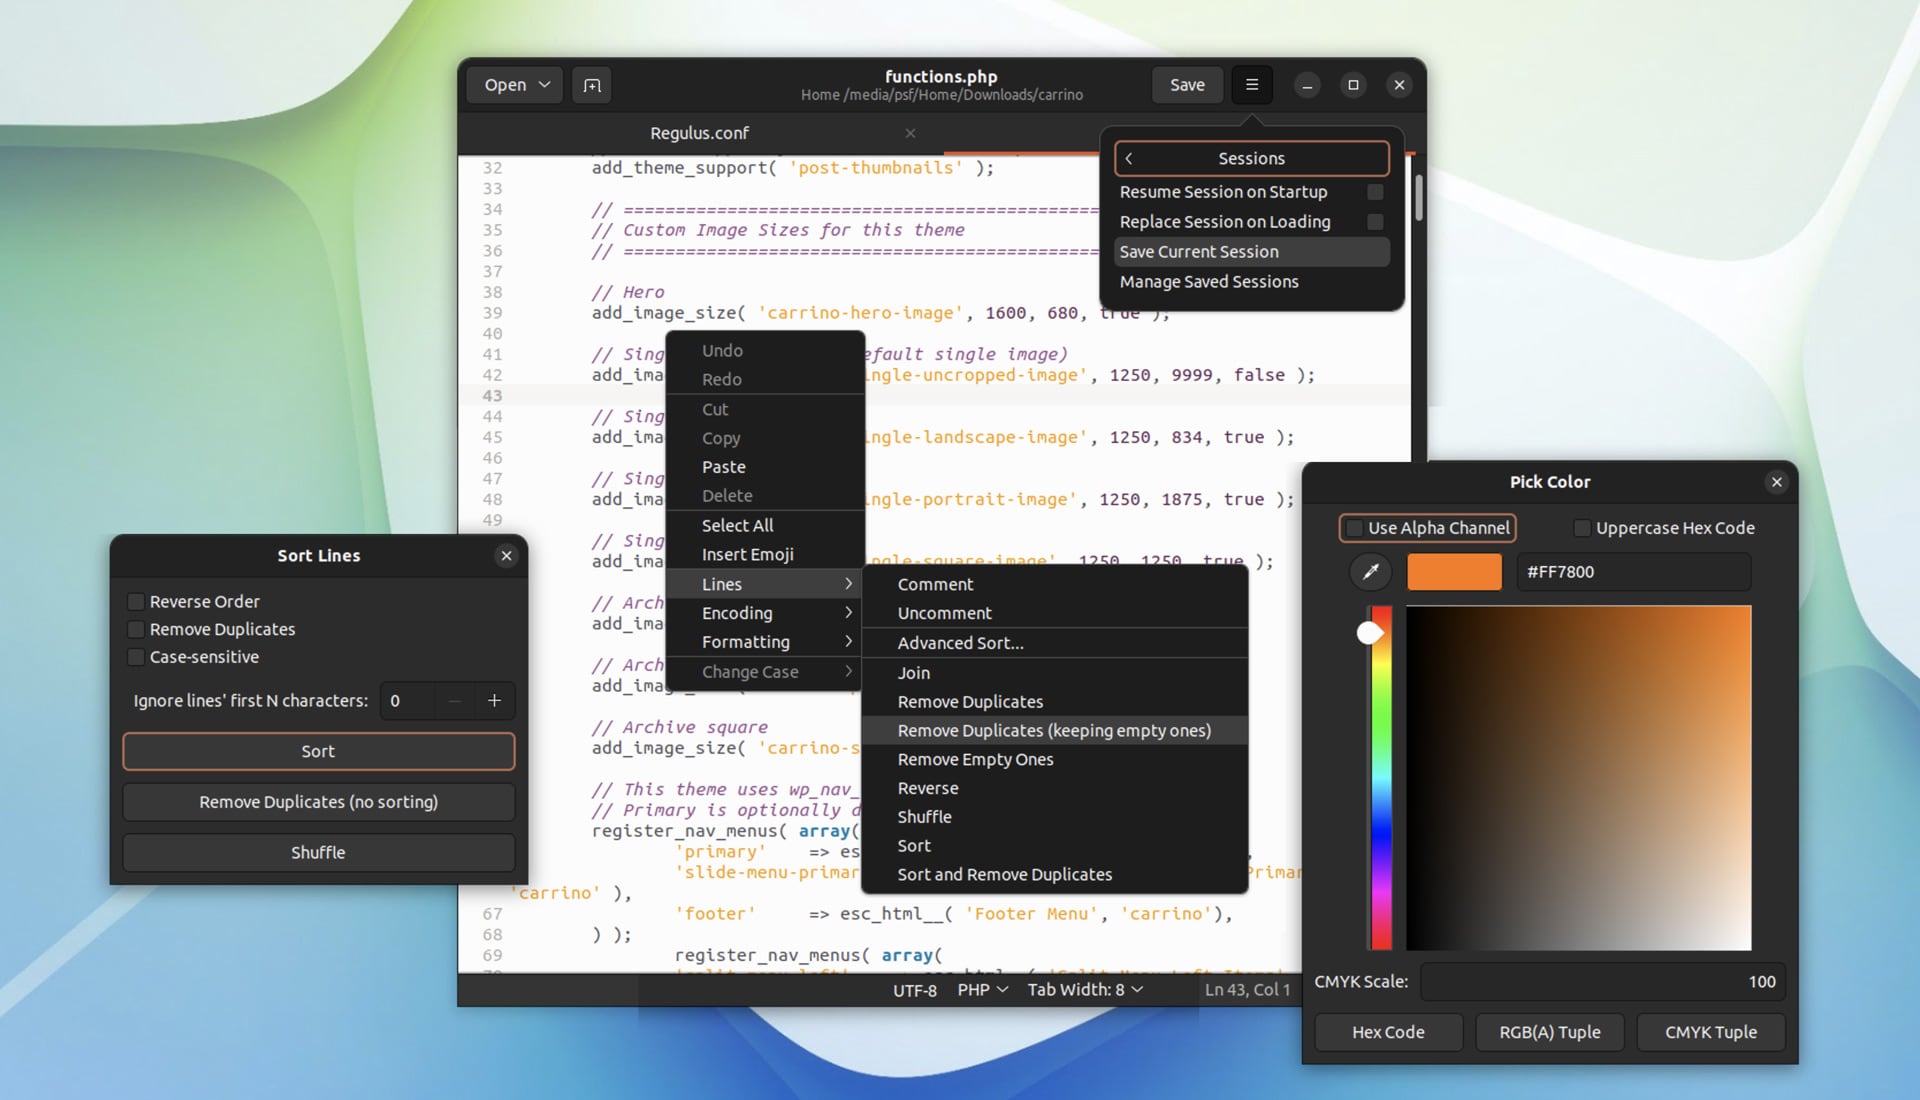 Open
functions.php
Home /media/psf/Home/Downloads/carrino
Save
Regulus.conf
32 add_theme_support( 'post-thumbnails' );
33
34 // ==============================================
35 // Custom Image Sizes for this theme
36 // ==============================================
37
38 // Hero
39 add_image_size( 'carrino-hero-image', 1600, 680, true );
40
41 // Sing efault single image)
42 add_ima ngle-uncropped-image', 1250, 9999, false );
43
44 // Sing
45 add_ima ngle-landscape-image', 1250, 834, true );
46
47 // Sing
48 add_ima ngle-portrait-image', 1250, 1875, true );
49
// Sing
add_ima ngle-square-image', 1250, 1250, true );
// Arch
add_ima
// Arch
add_ima
// Archive square
add_image_size( 'carrino-s
// This theme uses wp_nav_
// Primary is optionally d
register_nav_menus( array(
'primary' => es
'slide-menu-primar Primar
'carrino' ),
67 'footer' => esc_html__( 'Footer Menu', 'carrino'),
68 ) );
69 register_nav_menus( array(
UTF-8
PHP
Tab Width: 8
Ln 43, Col 1
Sessions
Resume Session on Startup
Replace Session on Loading
Save Current Session
Manage Saved Sessions
Undo
Redo
Cut
Copy
Paste
Delete
Select All
Insert Emoji
Lines
Encoding
Formatting
Change Case
Comment
Uncomment
Advanced Sort...
Join
Remove Duplicates
Remove Duplicates (keeping empty ones)
Remove Empty Ones
Reverse
Shuffle
Sort
Sort and Remove Duplicates
Sort Lines
Reverse Order
Remove Duplicates
Case-sensitive
Ignore lines' first N characters: 0
Sort
Remove Duplicates (no sorting)
Shuffle
Pick Color
Use Alpha Channel
Uppercase Hex Code
#FF7800
CMYK Scale: 100
Hex Code
RGB(A) Tuple
CMYK Tuple